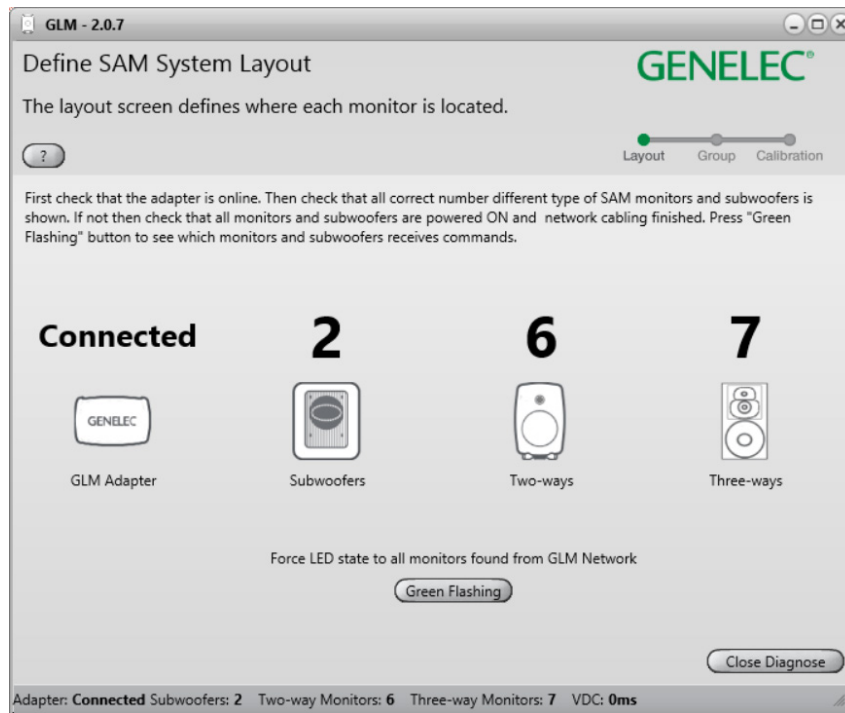 GLM - 2.0.7
Define SAM System Layout
GENELEC®
The layout screen defines where each monitor is located.
?
Layout Group Calibration
First check that the adapter is online. Then check that all correct number different type of SAM monitors and subwoofers is
shown. If not then check that all monitors and subwoofers are powered ON and network cabling finished. Press "Green
Flashing" button to see which monitors and subwoofers receives commands.
Connected 2 6 7
GENELEC
GLM Adapter Subwoofers Two-ways Three-ways
Force LED state to all monitors found from GLM Network
Green Flashing
Close Diagnose
Adapter: Connected Subwoofers: 2 Two-way Monitors: 6 Three-way Monitors: 7 VDC: 0ms